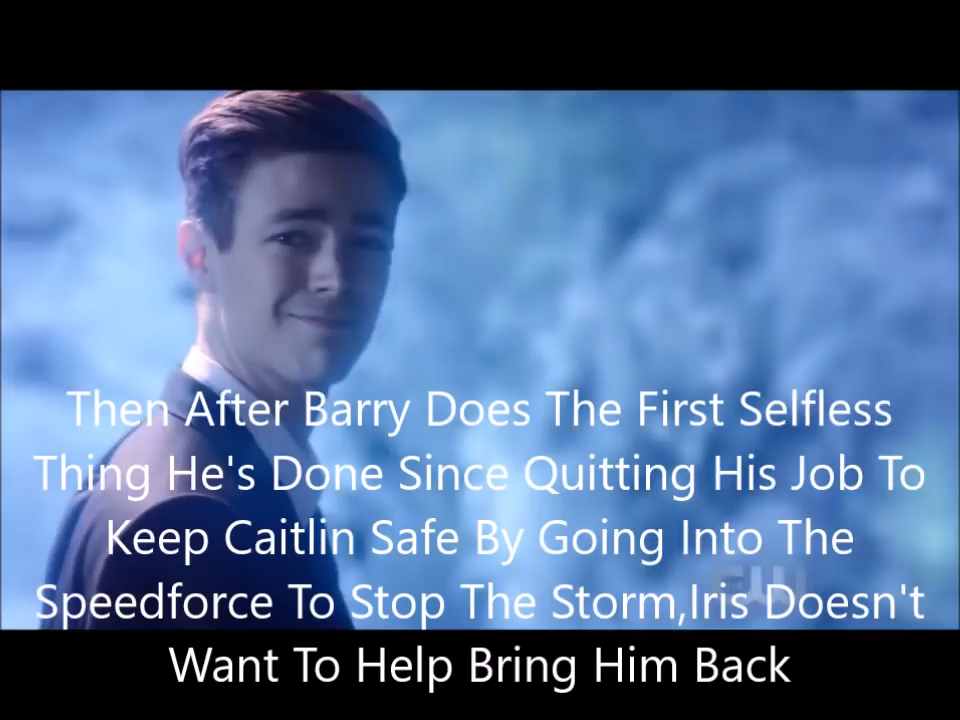 Then After Barry Does The First Selfless
Thing He's Done Since Quitting His Job To
Keep Caitlin Safe By Going Into The
Speedforce To Stop The Storm,Iris Doesn't
Want To Help Bring Him Back
CW